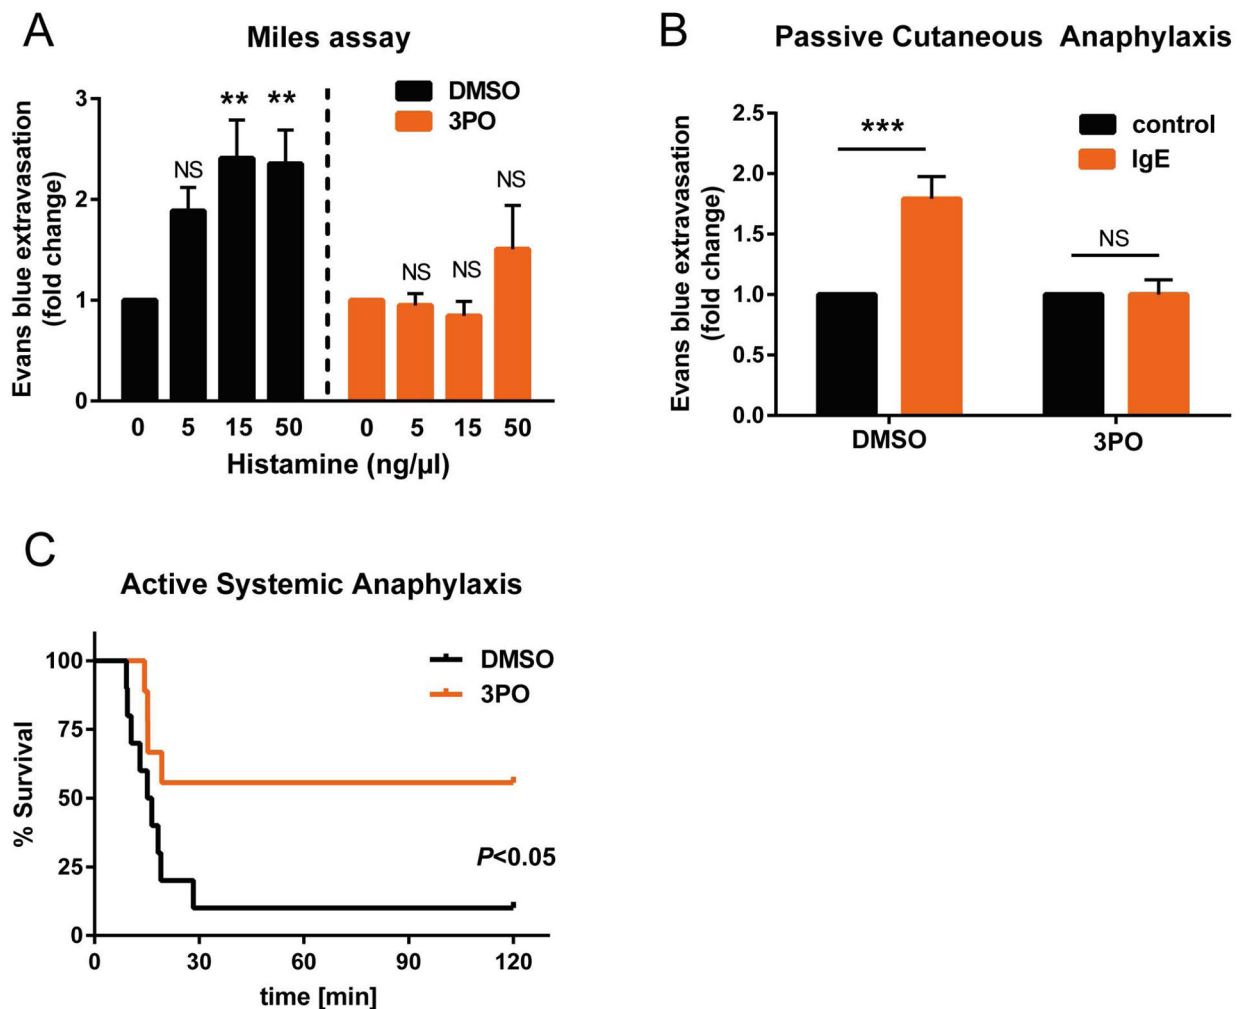 A
Miles assay
Evans blue extravasation
(fold change)
3
2
1
0
DMSO
3PO
NS
**
**
NS
NS
NS
0 5 15 50 0 5 15 50
Histamine (ng/µl)
B
Passive Cutaneous Anaphylaxis
Evans blue extravasation
(fold change)
2.5
2.0
1.5
1.0
0.5
0.0
control
IgE
***
NS
DMSO 3PO
C
Active Systemic Anaphylaxis
% Survival
100
75
50
25
0
DMSO
3PO
P<0.05
0 30 60 90 120
time [min]